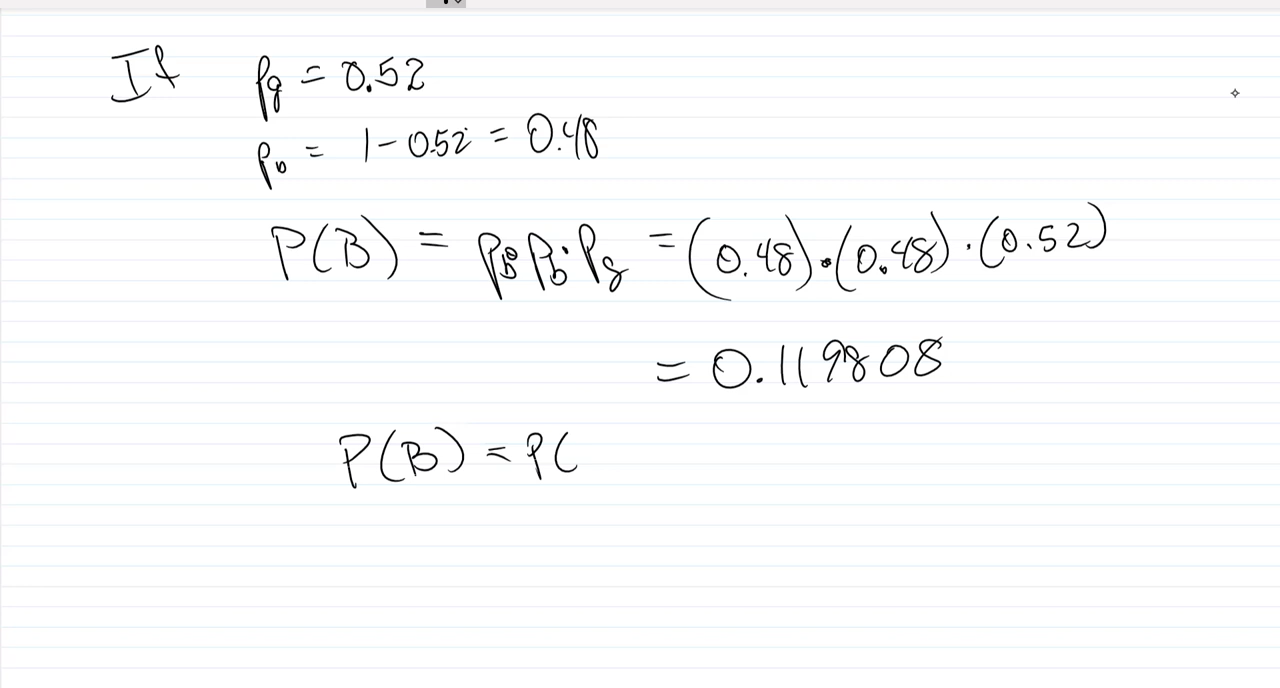 If p_g = 0.52
p_b = 1 - 0.52 = 0.48
P(B) = p_b · p_b · p_g = (0.48) · (0.48) · (0.52)
= 0.119808
P(B) = P(